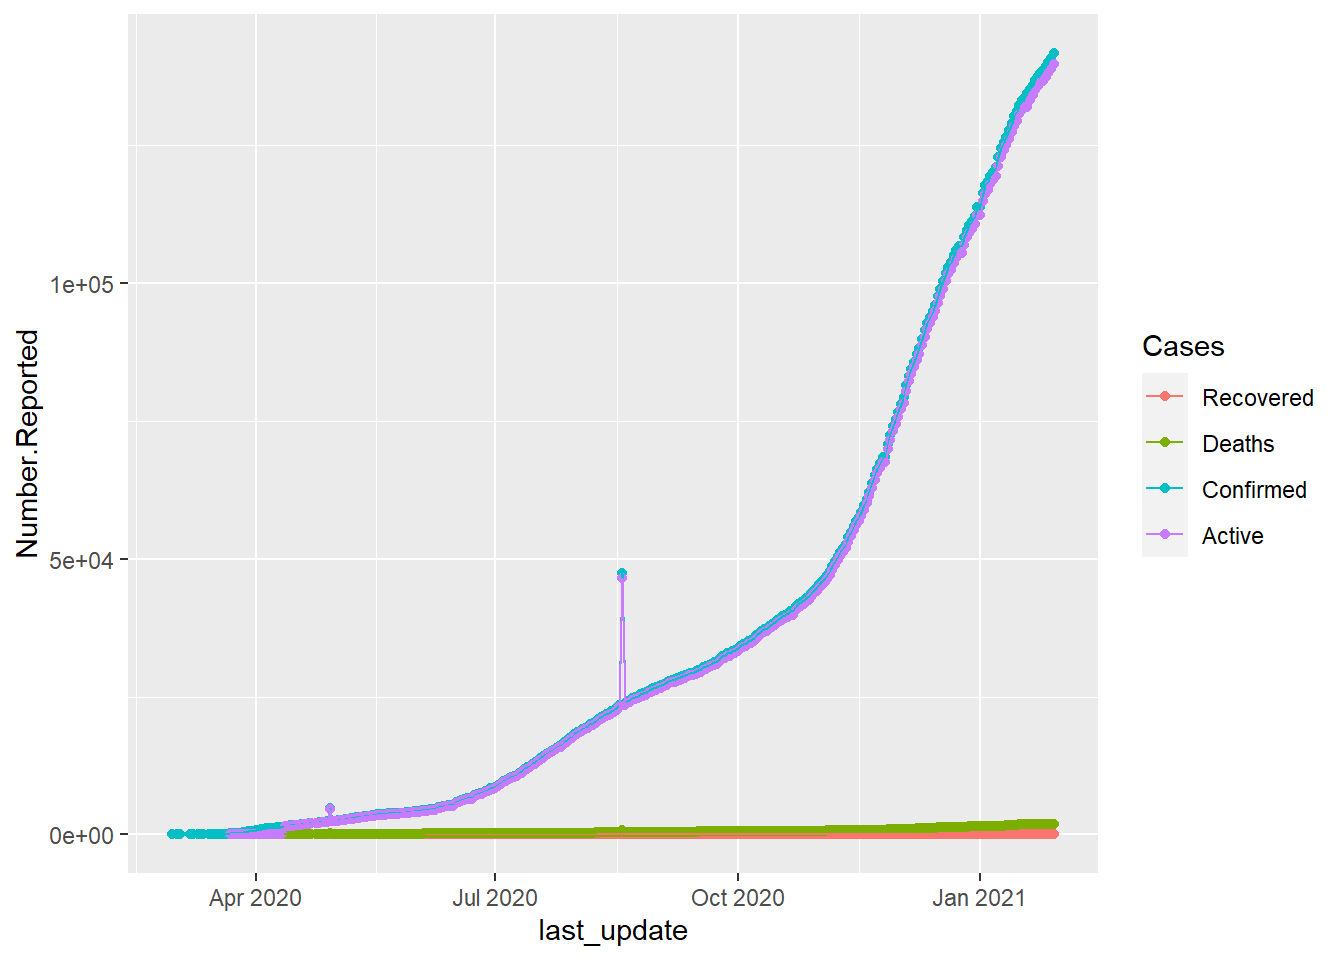 Number.Reported
1e+05
5e+04
0e+00
Apr 2020
Jul 2020
Oct 2020
Jan 2021
last_update
Cases
Recovered
Deaths
Confirmed
Active